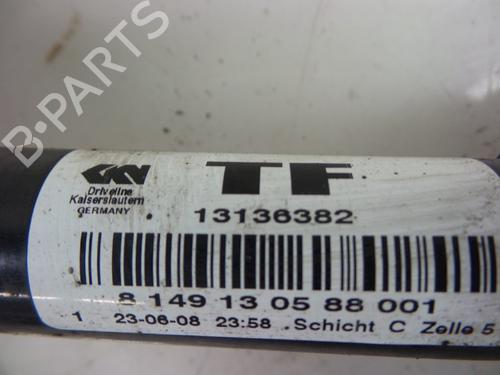 B-PARTS
GKN
TF
Driveline
Kaiserslautern
GERMANY
13136382
8 149 13 05 88 001
1 23-06-08 23:58 Schicht C Zelle 5